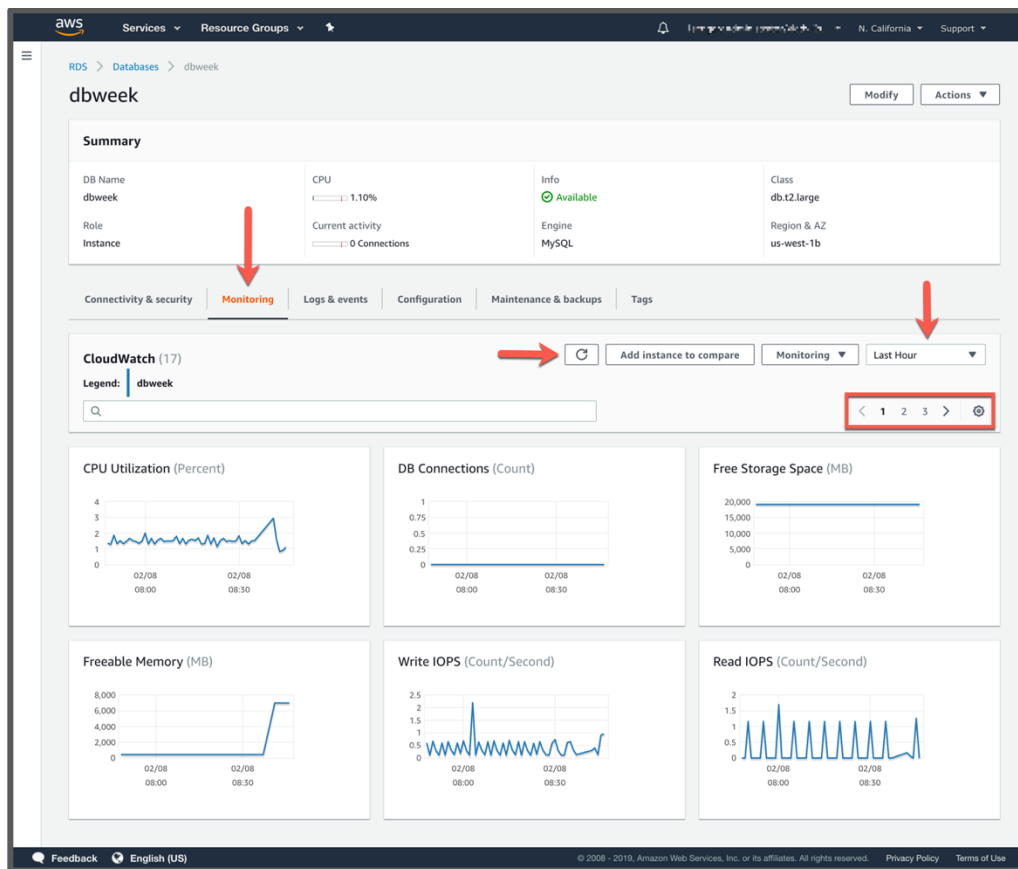 aws
Services Resource Groups N. California Support
RDS > Databases > dbweek
dbweek
Modify Actions
Summary
DB Name CPU Info Class
dbweek 1.10% Available db.t2.large
Role Current activity Engine Region & AZ
Instance 0 Connections MySQL us-west-1b
Connectivity & security Monitoring Logs & events Configuration Maintenance & backups Tags
CloudWatch (17) Add instance to compare Monitoring Last Hour
Legend: dbweek
1 2 3
CPU Utilization (Percent)
4
3
2
1
0
02/08 02/08
08:00 08:30
DB Connections (Count)
1
0.75
0.5
0.25
0
02/08 02/08
08:00 08:30
Free Storage Space (MB)
20,000
15,000
10,000
5,000
0
02/08 02/08
08:00 08:30
Freeable Memory (MB)
8,000
6,000
4,000
2,000
0
02/08 02/08
08:00 08:30
Write IOPS (Count/Second)
2.5
2
1.5
1
0.5
0
02/08 02/08
08:00 08:30
Read IOPS (Count/Second)
2
1.5
1
0.5
0
02/08 02/08
08:00 08:30
Feedback English (US) © 2008 - 2019, Amazon Web Services, Inc. or its affiliates. All rights reserved. Privacy Policy Terms of Use